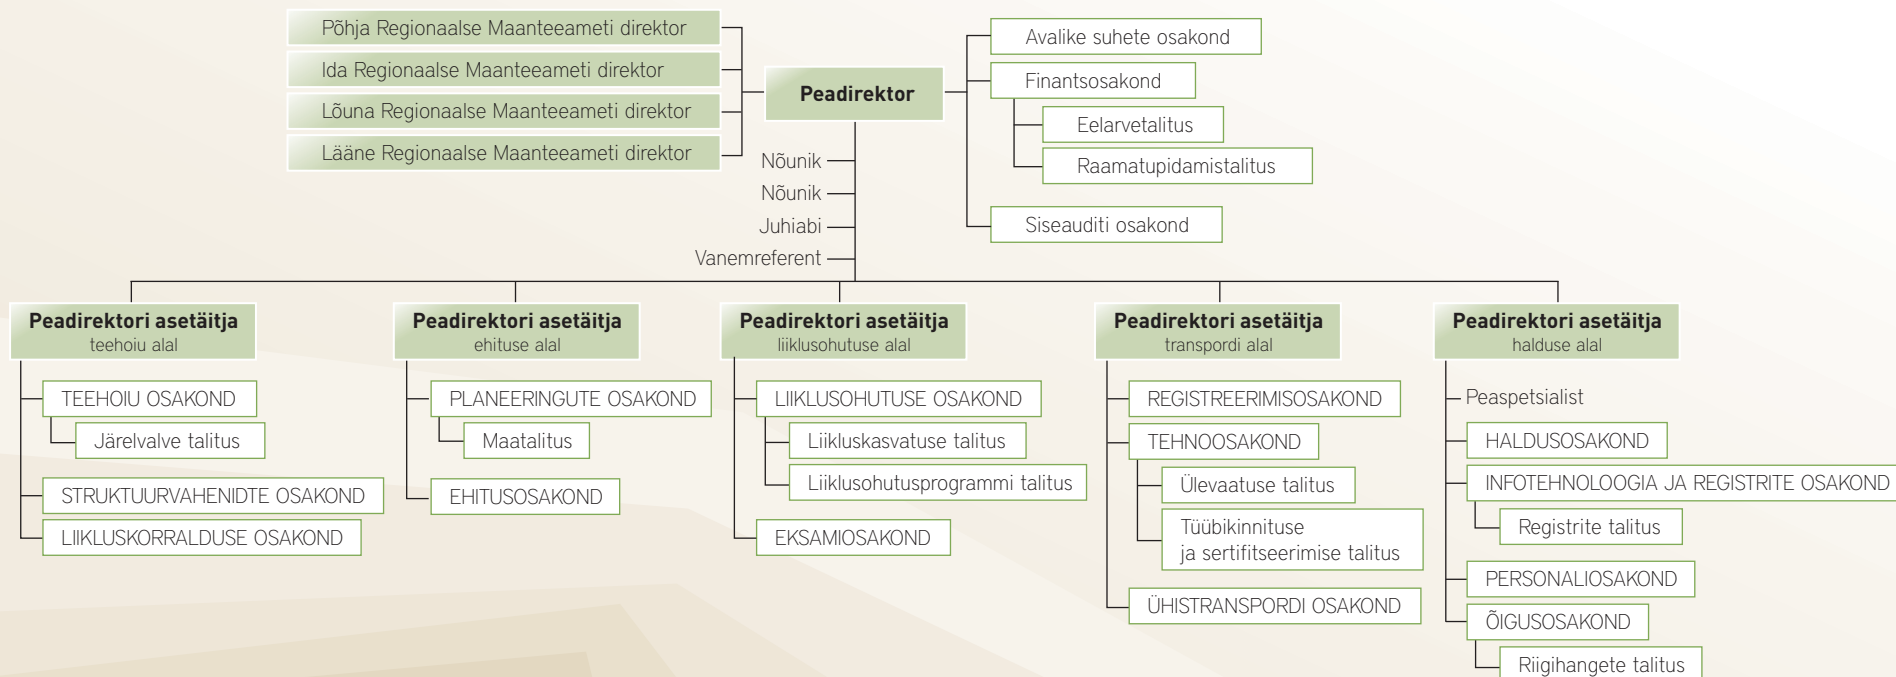 Põhja Regionaalse Maanteeameti direktor
Ida Regionaalse Maanteeameti direktor
Lõuna Regionaalse Maanteeameti direktor
Lääne Regionaalse Maanteeameti direktor
Peadirektor
Avalike suhete osakond
Finantsosakond
Eelarvetalitus
Raamatupidamistalitus
Siseauditi osakond
Nõunik
Nõunik
Juhiabi
Vanemreferent
Peadirektori asetäitja
teehoiu alal
TEEHOIU OSAKOND
Järelvalve talitus
STRUKTUURVAHENIDTE OSAKOND
LIIKLUSKORRALDUSE OSAKOND
Peadirektori asetäitja
ehituse alal
PLANEERINGUTE OSAKOND
Maatalitus
EHITUSOSAKOND
Peadirektori asetäitja
liiklusohutuse alal
LIIKLUSOHUTUSE OSAKOND
Liikluskasvatuse talitus
Liiklusohutusprogrammi talitus
EKSAMIOSAKOND
Peadirektori asetäitja
transpordi alal
REGISTREERIMISOSAKOND
TEHNOOSAKOND
Ülevaatuse talitus
Tüübikinnituse
ja sertifitseerimise talitus
ÜHISTRANSPORDI OSAKOND
Peadirektori asetäitja
halduse alal
Peaspetsialist
HALDUSOSAKOND
INFOTEHNOLOOGIA JA REGISTRITE OSAKOND
Registrite talitus
PERSONALIOSAKOND
ÕIGUSOSAKOND
Riigihangete talitus